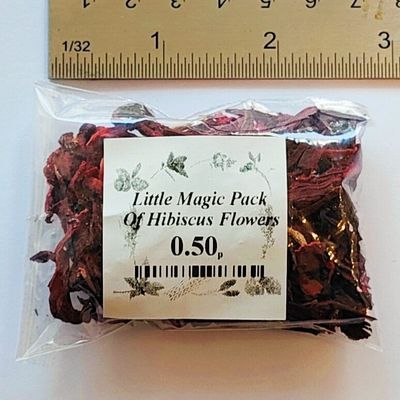 1/32 1 2 3
Little Magic Pack
Of Hibiscus Flowers
0.50p